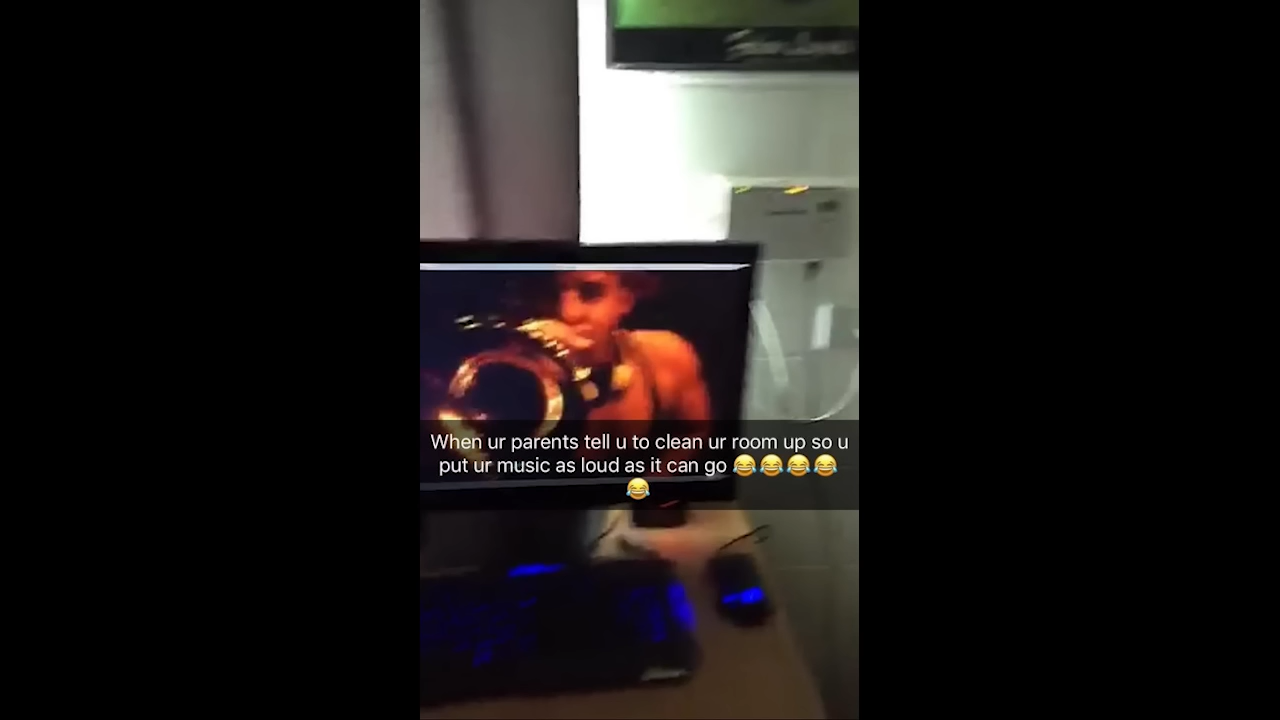 When ur parents tell u to clean ur room up so u
put ur music as loud as it can go 😂😂😂😂
😂